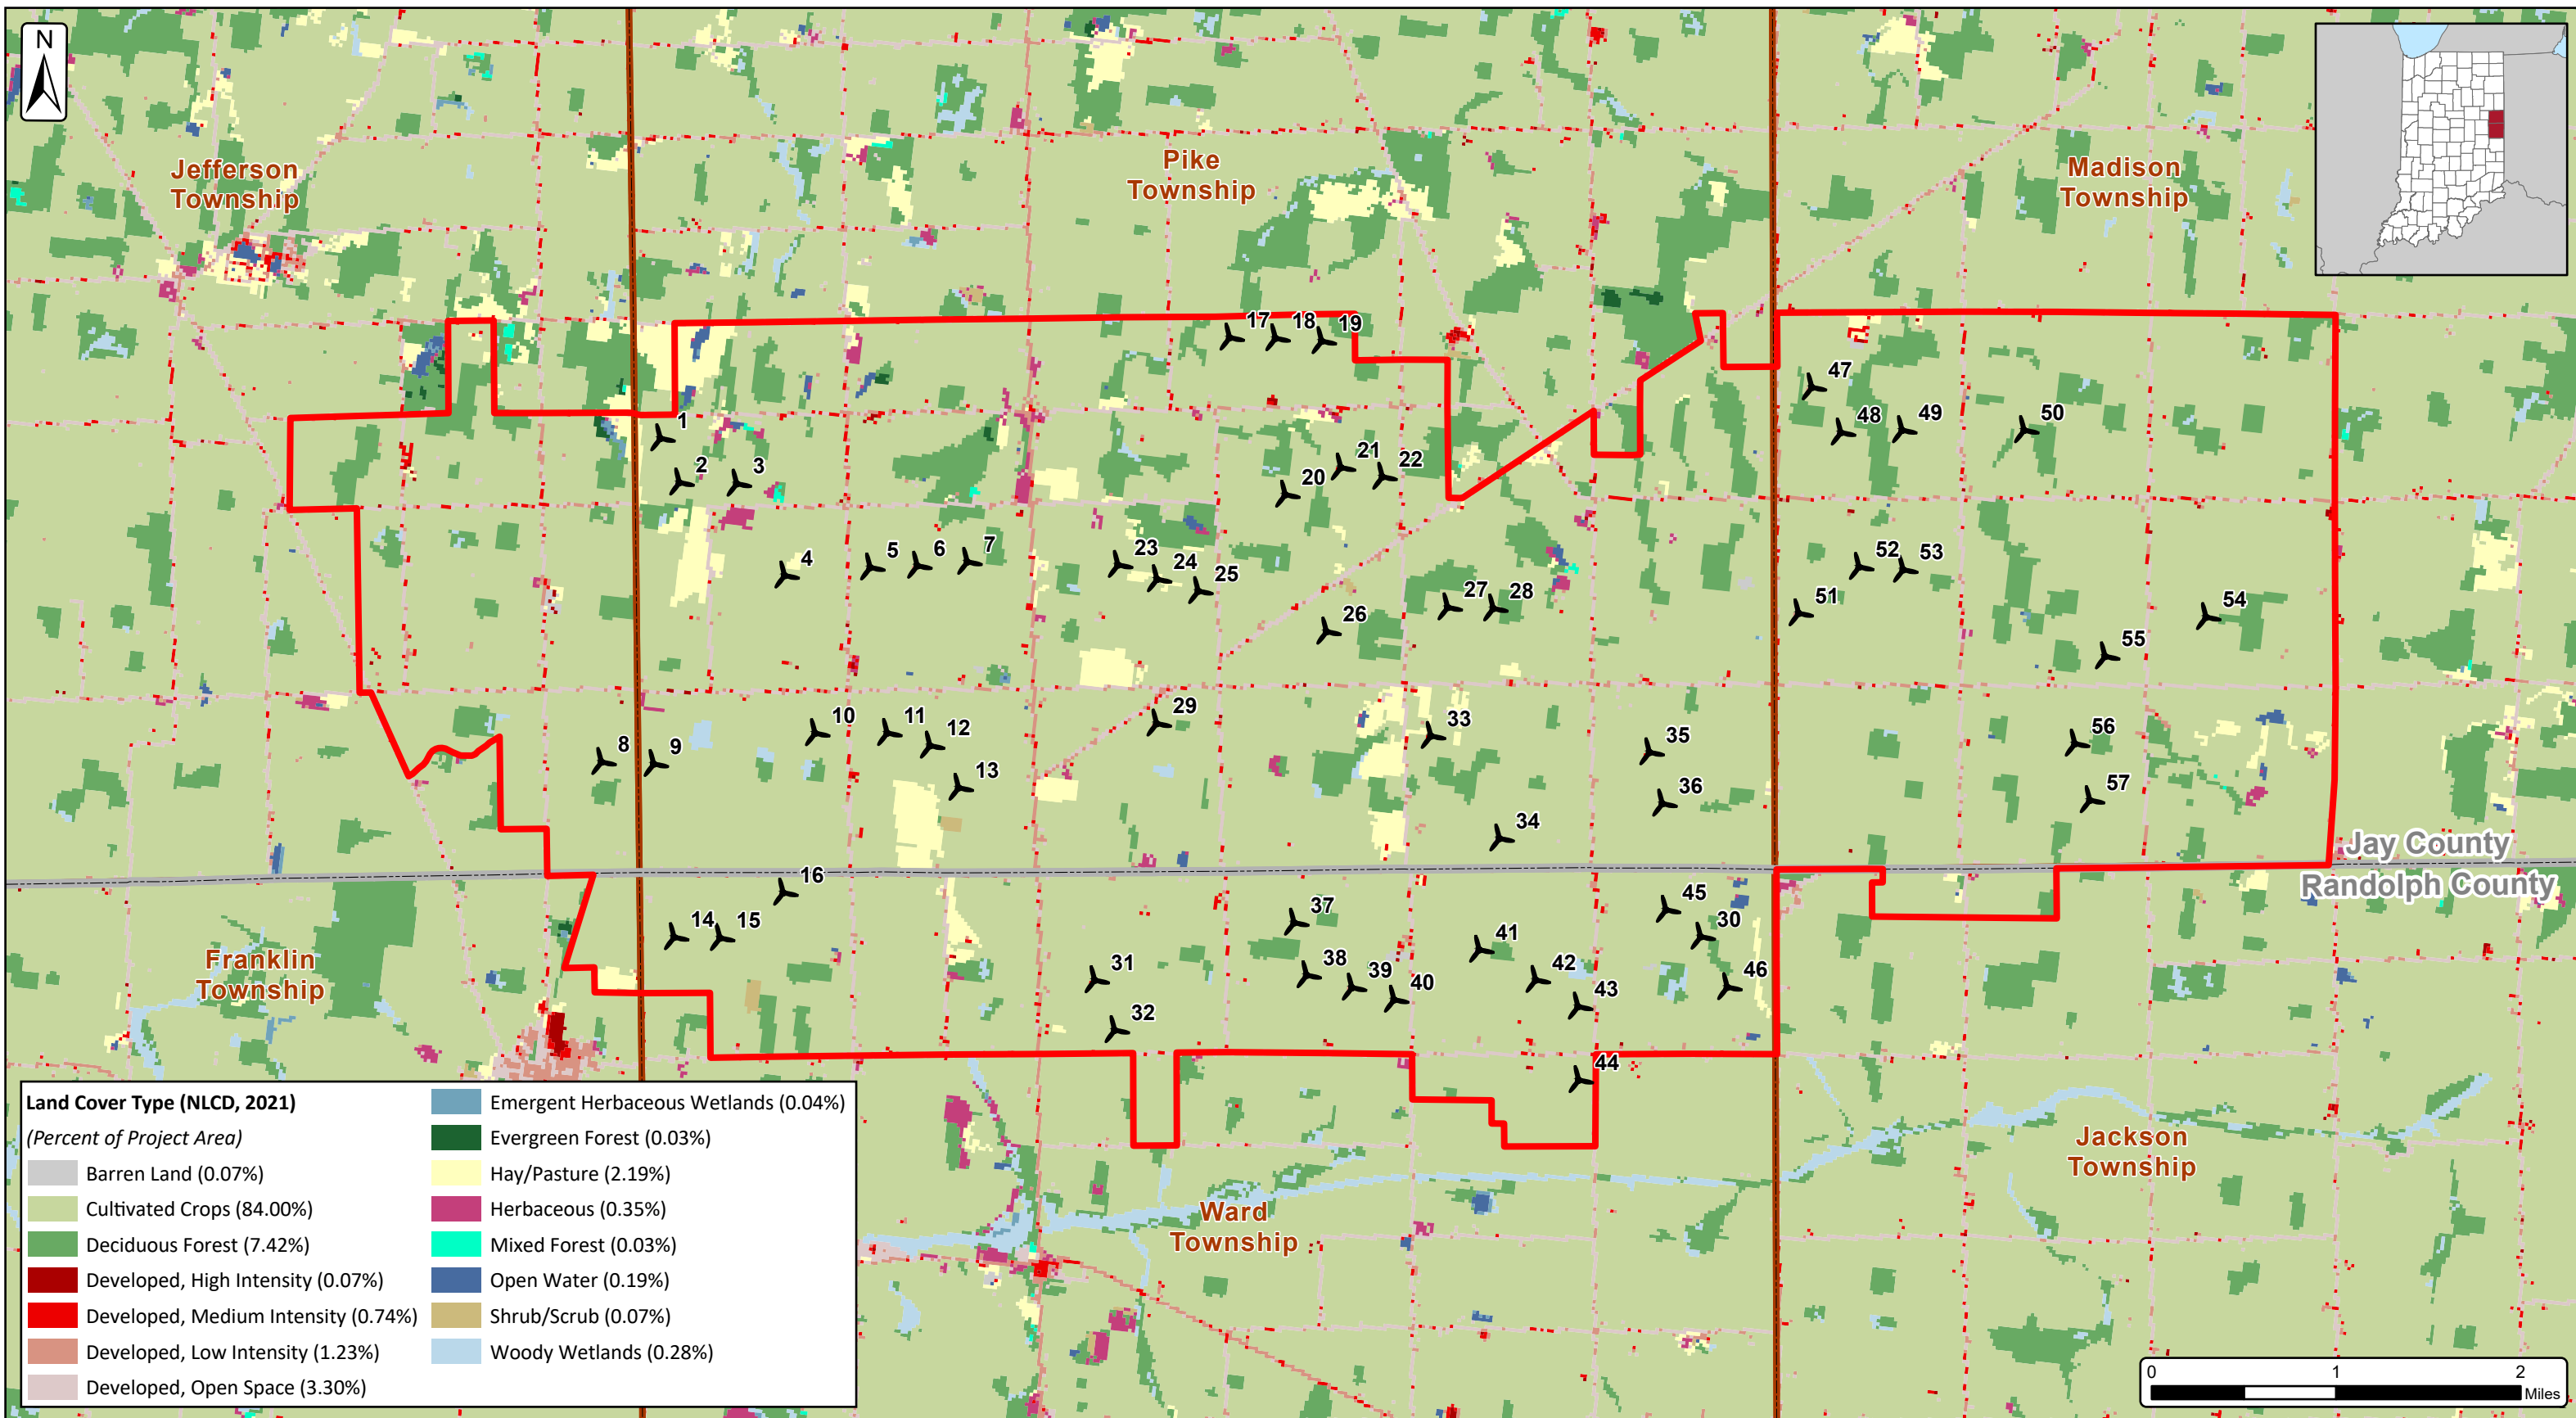 N
Jefferson
Township
Pike
Township
Madison
Township
17
18
19
47
1
48
49
50
2
3
20
21
22
4
5
6
7
23
24
25
52
53
26
27
28
51
54
55
8
9
10
11
12
29
33
35
56
13
36
57
34
Jay County
Randolph County
16
14
15
37
45
30
41
Franklin
Township
31
38
39
40
42
43
46
32
44
Jackson
Township
Ward
Township
Land Cover Type (NLCD, 2021)
(Percent of Project Area)
Barren Land (0.07%)
Cultivated Crops (84.00%)
Deciduous Forest (7.42%)
Developed, High Intensity (0.07%)
Developed, Medium Intensity (0.74%)
Developed, Low Intensity (1.23%)
Developed, Open Space (3.30%)
Emergent Herbaceous Wetlands (0.04%)
Evergreen Forest (0.03%)
Hay/Pasture (2.19%)
Herbaceous (0.35%)
Mixed Forest (0.03%)
Open Water (0.19%)
Shrub/Scrub (0.07%)
Woody Wetlands (0.28%)
0 1 2
Miles